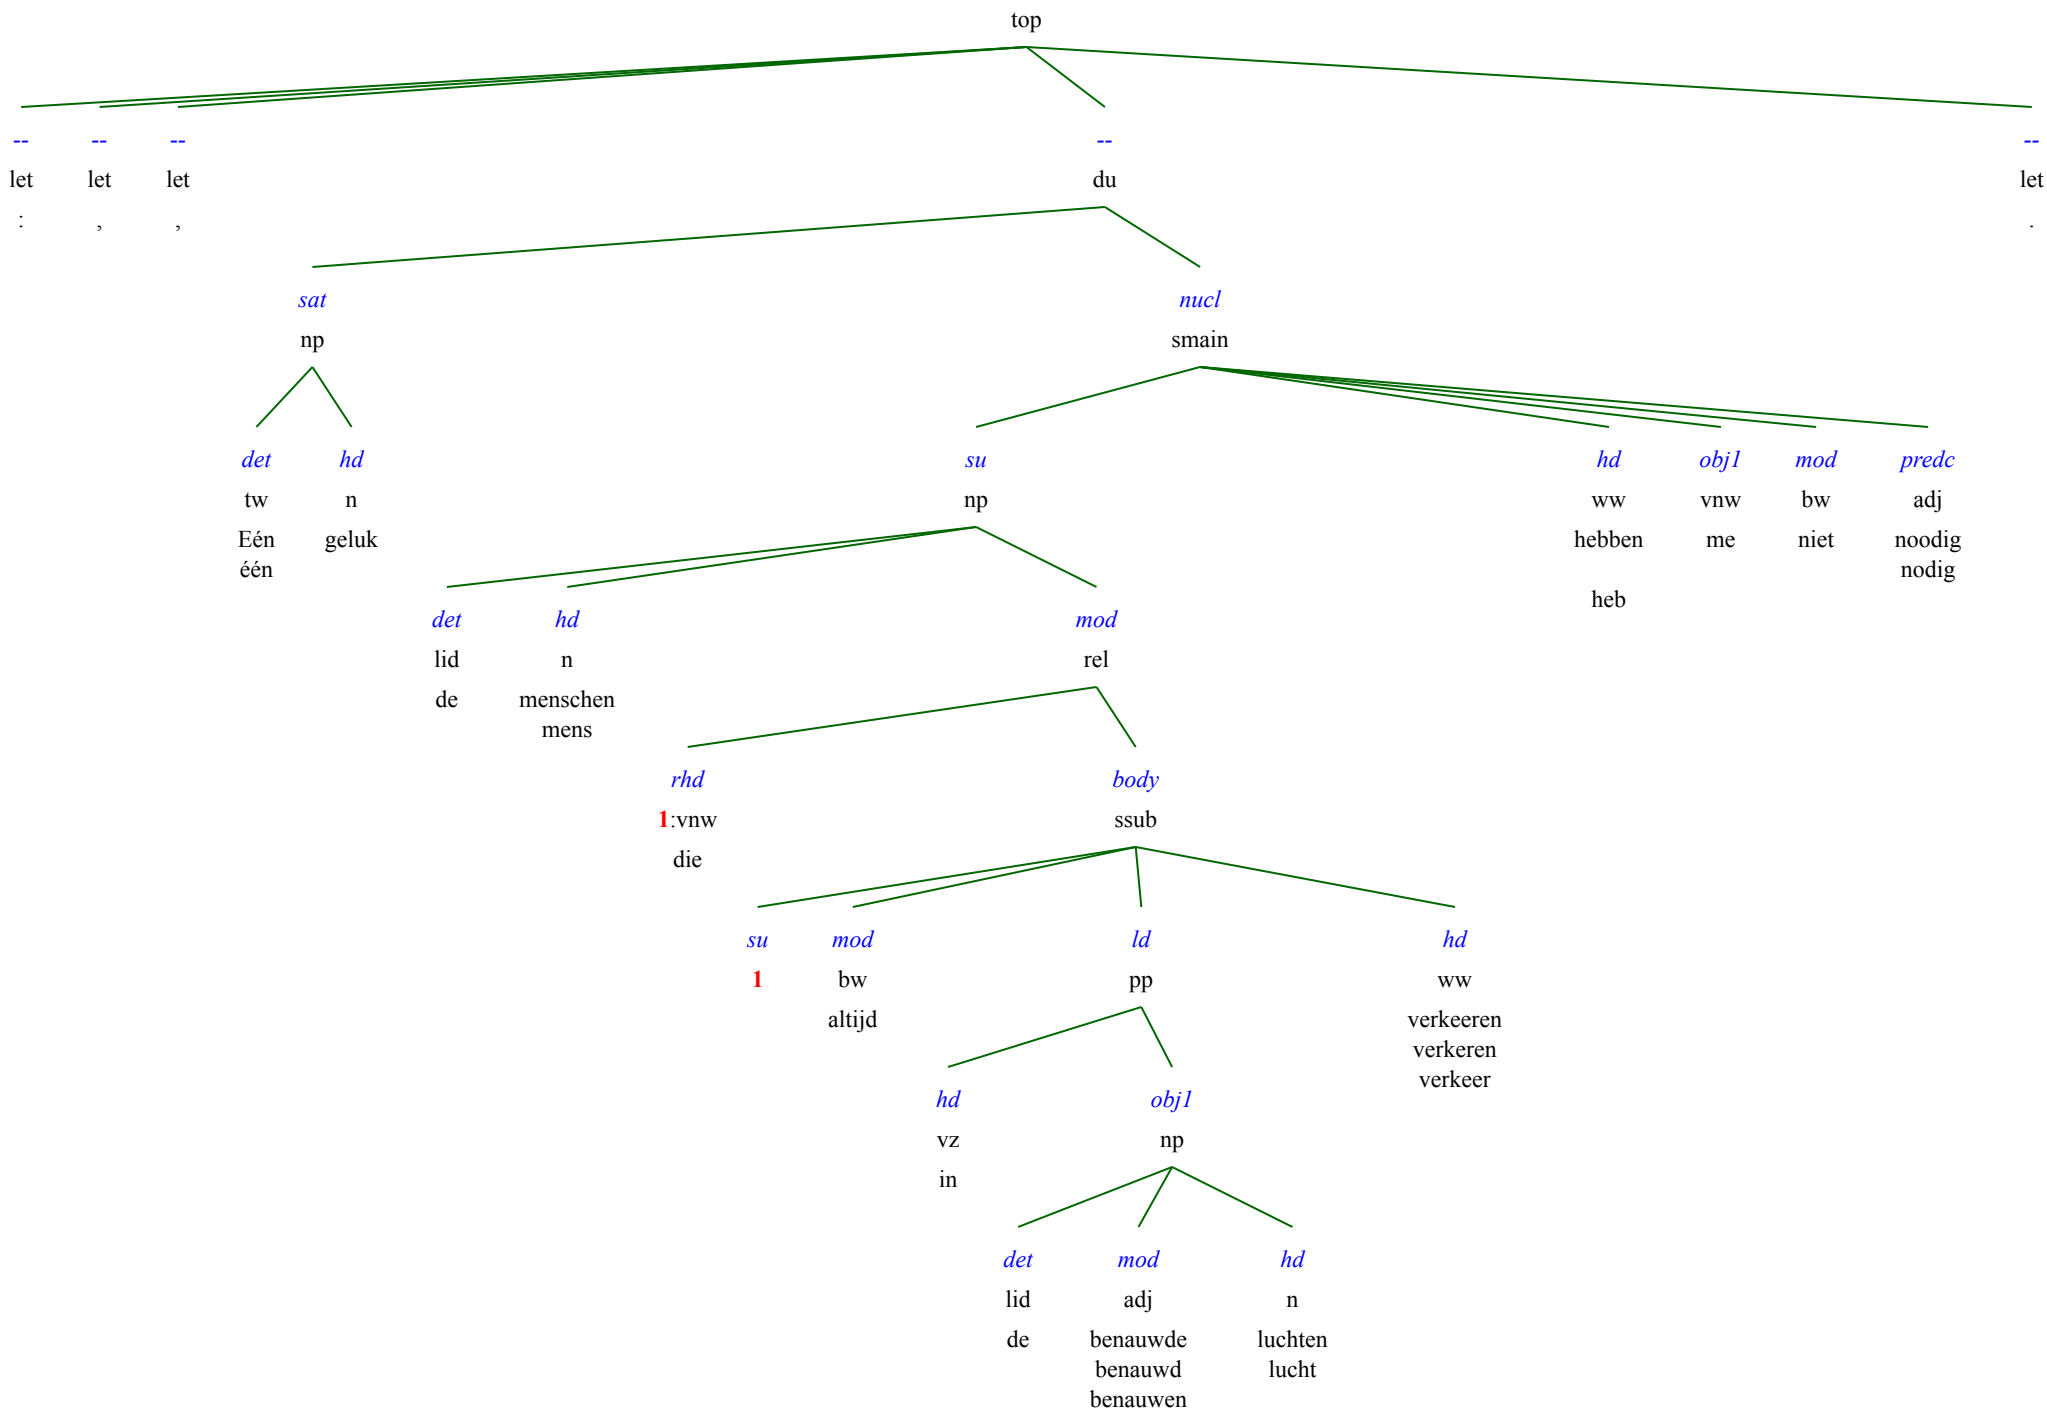 top
-- -- -- -- --
let let let du let
: , , .
sat nucl
np smain
det hd su hd obj1 mod predc
tw n np ww vnw bw adj
Eén geluk hebben me niet noodig
één nodig
heb
det hd mod
lid n rel
de menschen
mens
rhd body
1:vnw ssub
die
su mod ld hd
1 bw pp ww
altijd verkeeren
verkeren
verkeer
hd obj1
vz np
in
det mod hd
lid adj n
de benauwde luchten
benauwd lucht
benauwen